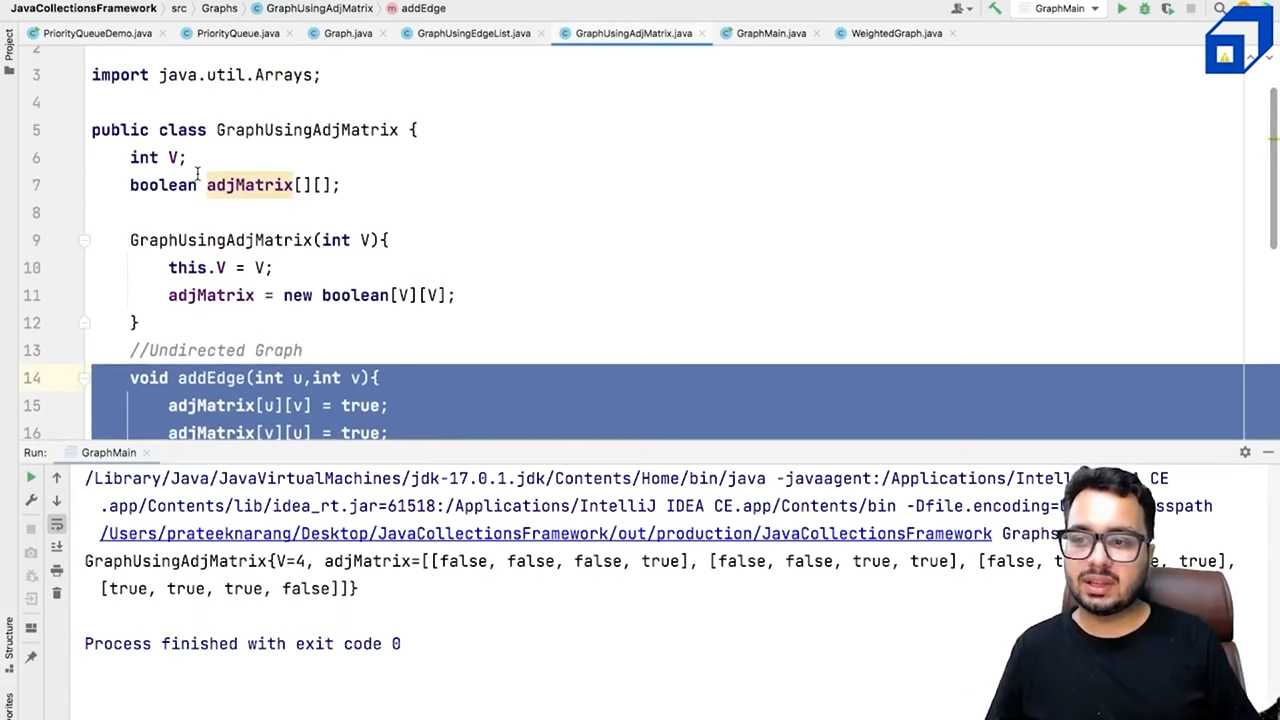 JavaCollectionsFramework › src › Graphs › GraphUsingAdjMatrix › addEdge
GraphMain
PriorityQueueDemo.java
PriorityQueue.java
Graph.java
GraphUsingEdgeList.java
GraphUsingAdjMatrix.java
GraphMain.java
WeightedGraph.java
Project
2
3 import java.util.Arrays;
4
5 public class GraphUsingAdjMatrix {
6 int V;
7 boolean adjMatrix[][];
8
9 GraphUsingAdjMatrix(int V){
10 this.V = V;
11 adjMatrix = new boolean[V][V];
12 }
13 //Undirected Graph
14 void addEdge(int u,int v){
15 adjMatrix[u][v] = true;
16 adjMatrix[v][u] = true;
Run: GraphMain
/Library/Java/JavaVirtualMachines/jdk-17.0.1.jdk/Contents/Home/bin/java -javaagent:/Applications/IntelliJ IDEA CE
.app/Contents/lib/idea_rt.jar=61518:/Applications/IntelliJ IDEA CE.app/Contents/bin -Dfile.encoding=
/Users/prateeknarang/Desktop/JavaCollectionsFramework/out/production/JavaCollectionsFramework Graphs
GraphUsingAdjMatrix{V=4, adjMatrix=[[false, false, false, true], [false, false, true, true], [false, true],
[true, true, true, false]]}
Process finished with exit code 0
Structure